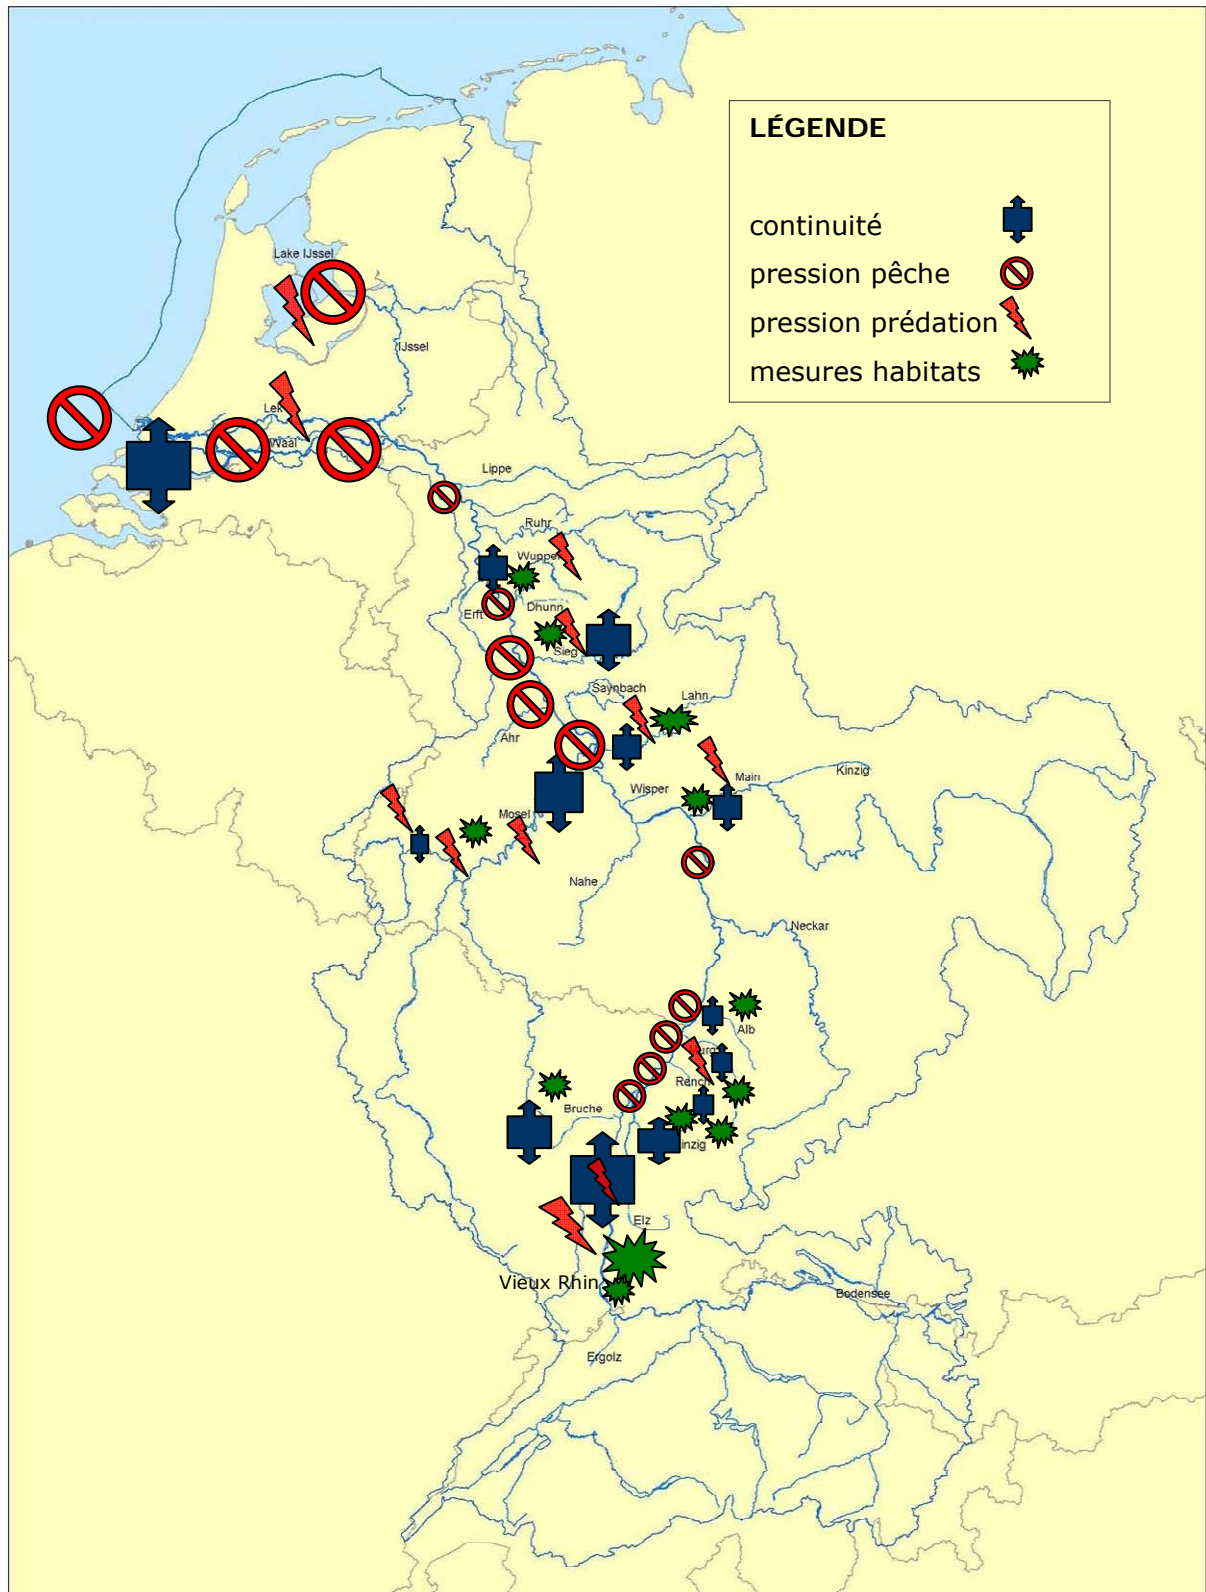 LÉGENDE
continuité
pression pêche
pression prédation
mesures habitats
Lake IJssel
IJssel
Lek
Waal
Lippe
Ruhr
Wupper
Dhunn
Erft
Sieg
Saynbach
Lahn
Ahr
Main
Kinzig
Wisper
Mosel
Nahe
Neckar
Alb
Rench
Bruche
inzig
Elz
Vieux Rhin
Bodensee
Ergolz